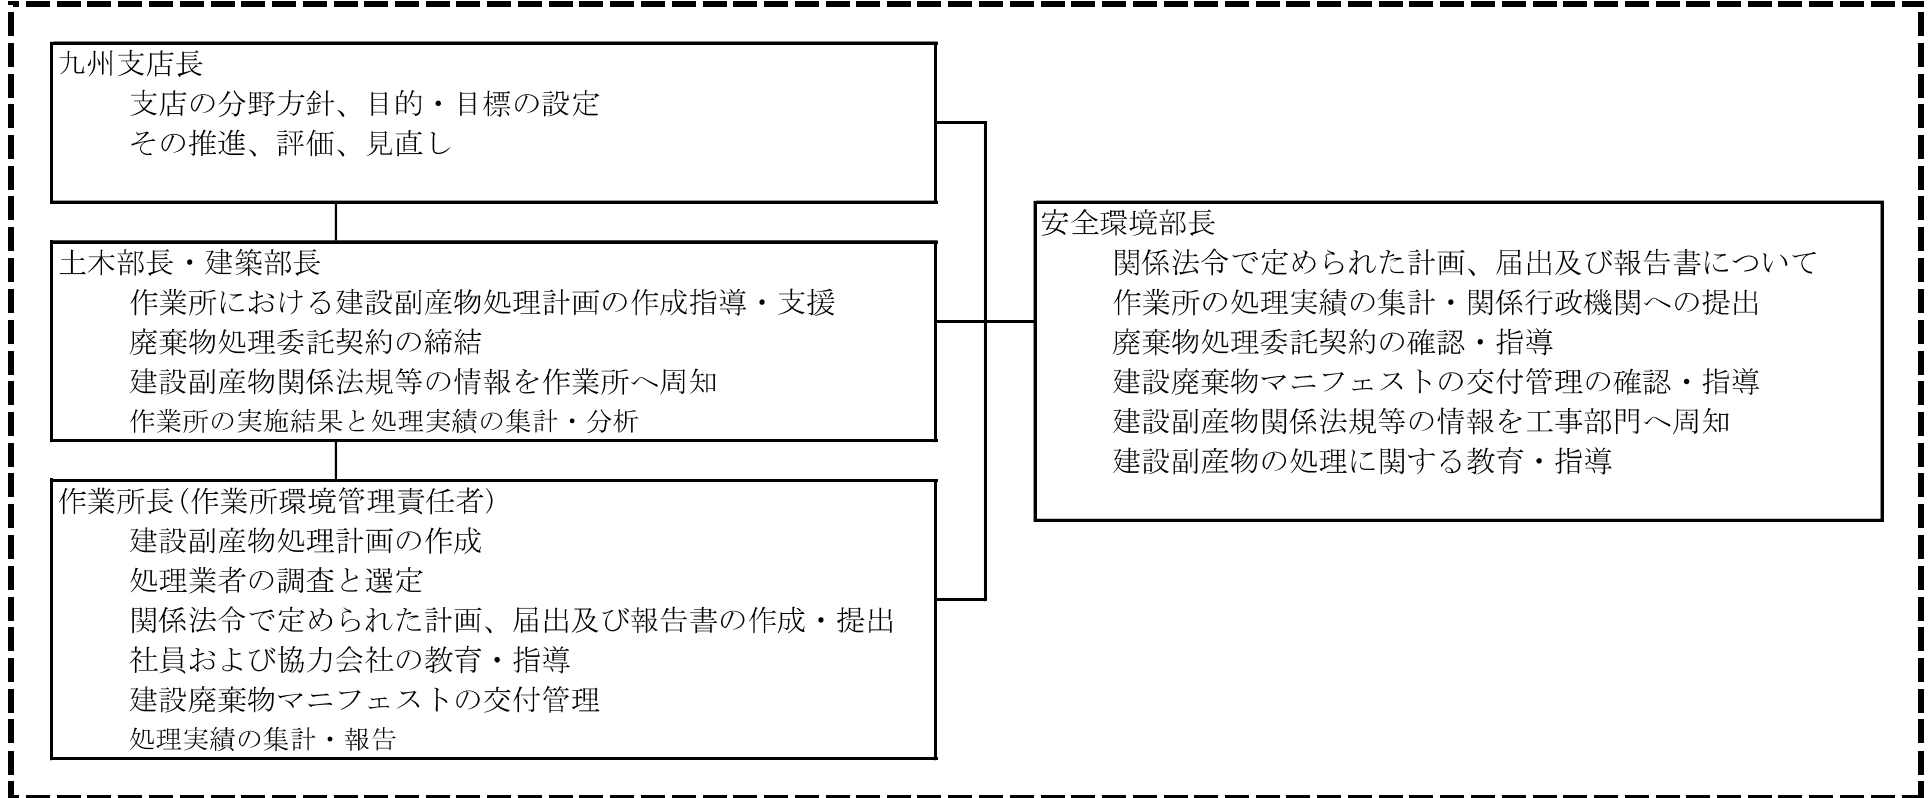 九州支店長
支店の分野方針、目的・目標の設定
その推進、評価、見直し
土木部長・建築部長
作業所における建設副産物処理計画の作成指導・支援
廃棄物処理委託契約の締結
建設副産物関係法規等の情報を作業所へ周知
作業所の実施結果と処理実績の集計・分析
作業所長(作業所環境管理責任者)
建設副産物処理計画の作成
処理業者の調査と選定
関係法令で定められた計画、届出及び報告書の作成・提出
社員および協力会社の教育・指導
建設廃棄物マニフェストの交付管理
処理実績の集計・報告
安全環境部長
関係法令で定められた計画、届出及び報告書について
作業所の処理実績の集計・関係行政機関への提出
廃棄物処理委託契約の確認・指導
建設廃棄物マニフェストの交付管理の確認・指導
建設副産物関係法規等の情報を工事部門へ周知
建設副産物の処理に関する教育・指導